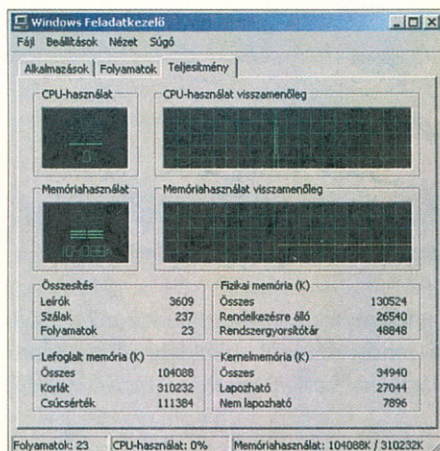 Windows Feladatkezelő
Fájl Beállítások Nézet Súgó
Alkalmazások Folyamatok Teljesítmény
CPU-használat
CPU-használat visszamenőleg
0
Memóriahasználat
Memóriahasználat visszamenőleg
104088K
Összesítés
Leírók 3609
Szálak 237
Folyamatok 23
Fizikai memória (K)
Összes 130524
Rendelkezésre álló 26540
Rendszergyorsítótár 48848
Lefoglalt memória (K)
Összes 104088
Korlát 310232
Csúcsérték 111384
Kernelmemória (K)
Összes 34940
Lapozható 27044
Nem lapozható 7896
Folyamatok: 23 CPU-használat: 0% Memóriahasználat: 104088K / 310232K